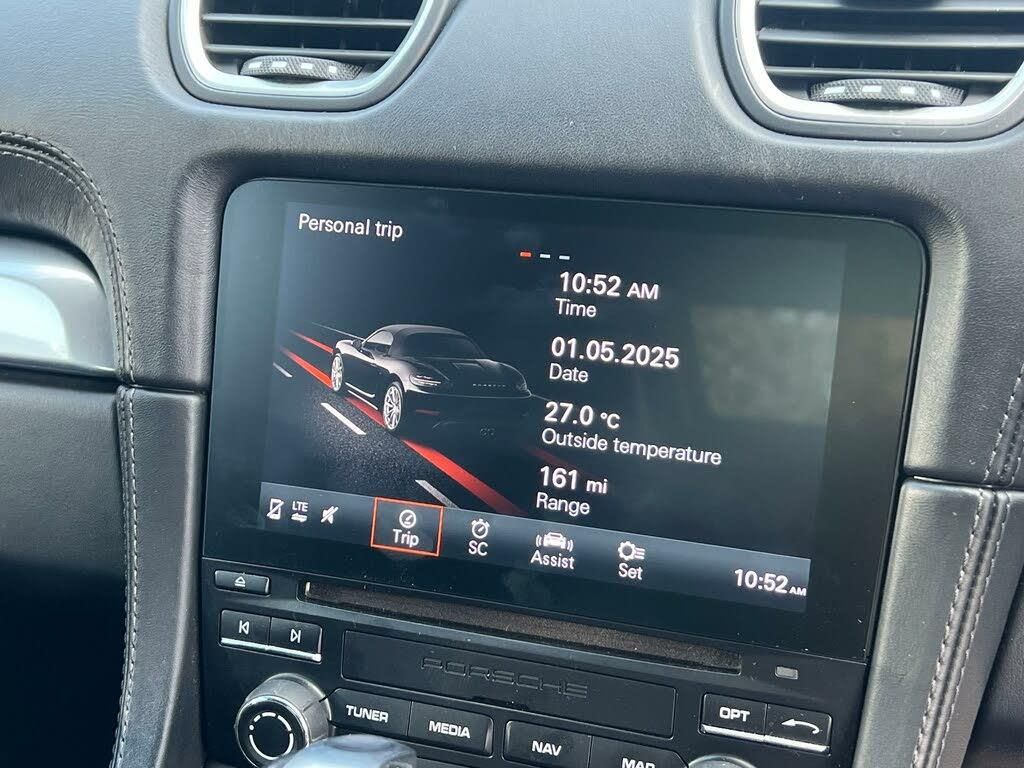 Personal trip
10:52 AM
Time
01.05.2025
Date
27.0 °C
Outside temperature
161 mi
Range
LTE
Trip
SC
Assist
Set
10:52 AM
PORSCHE
TUNER
MEDIA
NAV
MAP
OPT